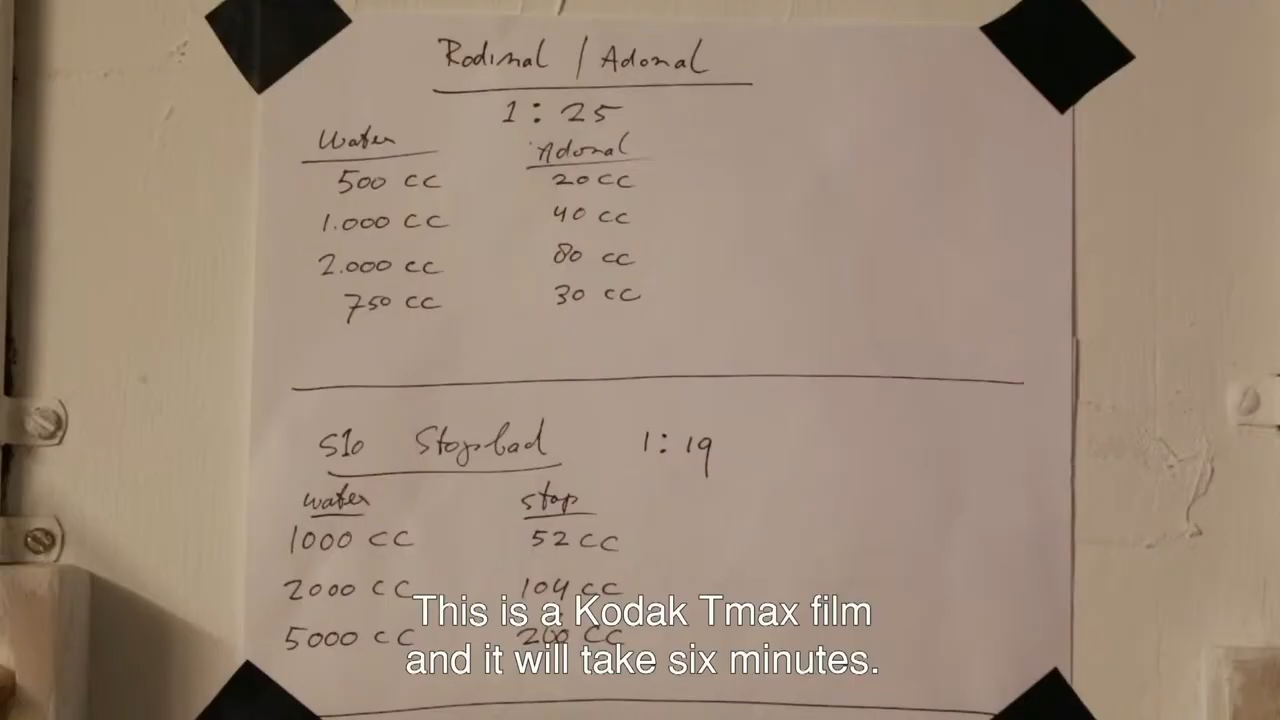 Rodinal / Adonal
1 : 25
Water Adonal
500 cc 20 cc
1.000 cc 40 cc
2.000 cc 80 cc
750 cc 30 cc
S10 Stopbad 1 : 19
water stop
1000 cc 52 cc
2000 cc 104 cc
5000 cc 260 cc
This is a Kodak Tmax film
and it will take six minutes.